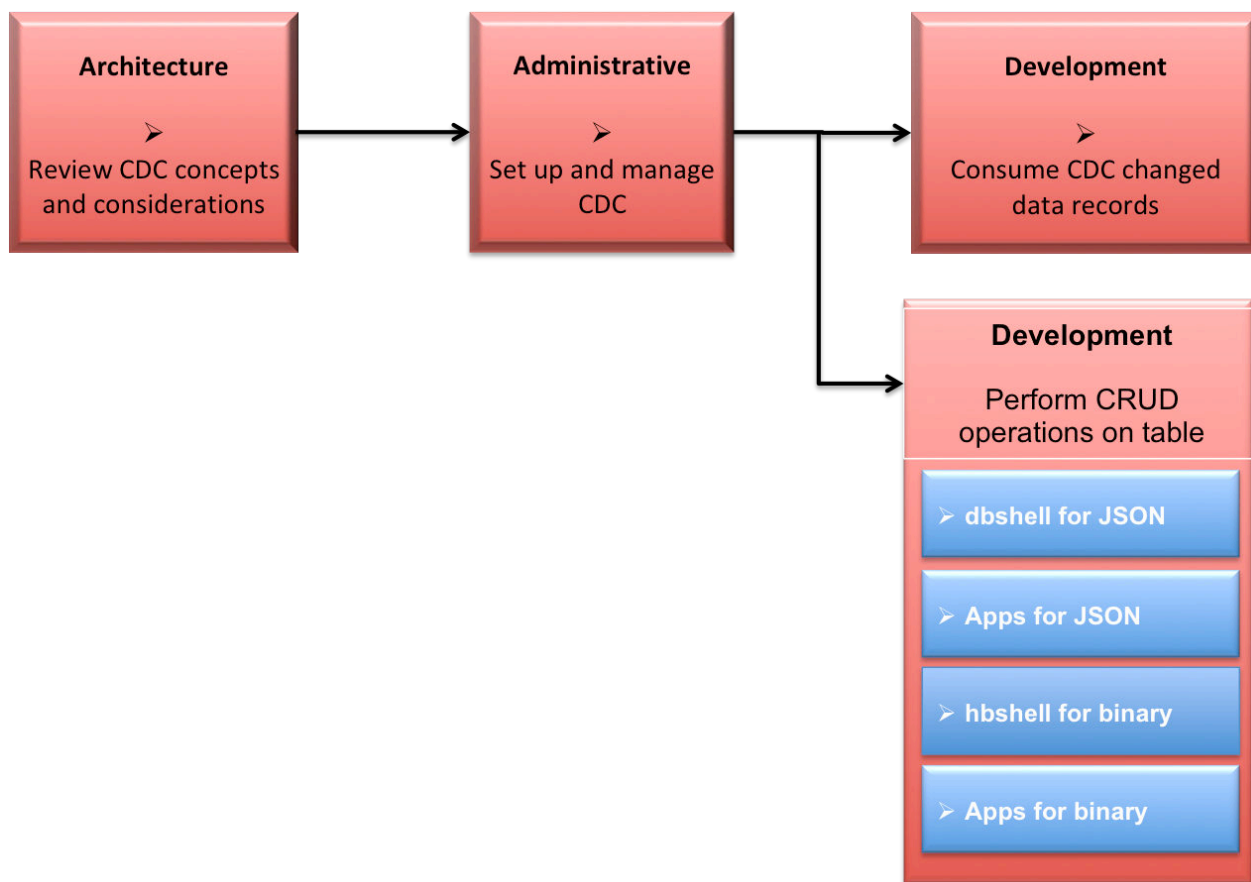 Architecture
➢
Review CDC concepts
and considerations
Administrative
➢
Set up and manage
CDC
Development
➢
Consume CDC changed
data records
Development
Perform CRUD
operations on table
➢ dbshell for JSON
➢ Apps for JSON
➢ hbshell for binary
➢ Apps for binary